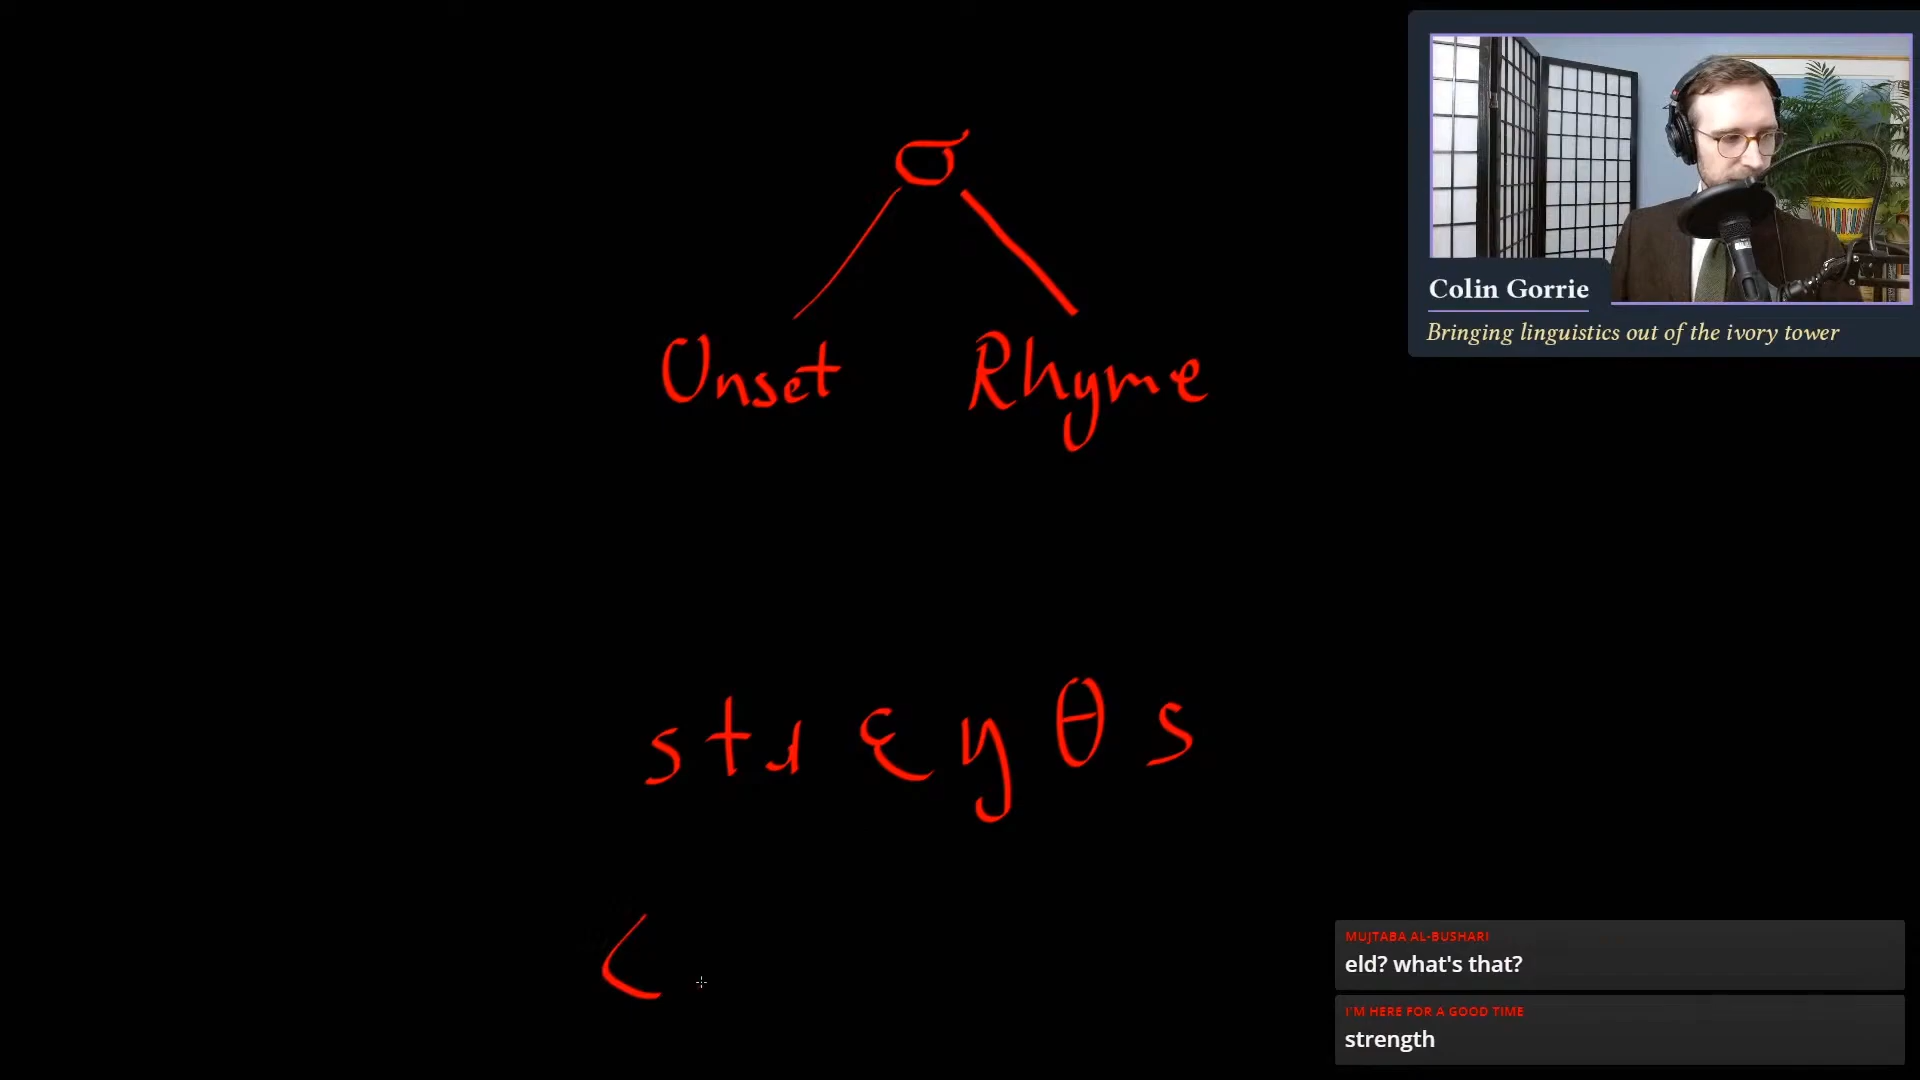 σ
Onset Rhyme
s t ɹ ɛ ŋ θ s
<
Colin Gorrie
Bringing linguistics out of the ivory tower
MUJTABA AL-BUSHARI
eld? what's that?
I'M HERE FOR A GOOD TIME
strength